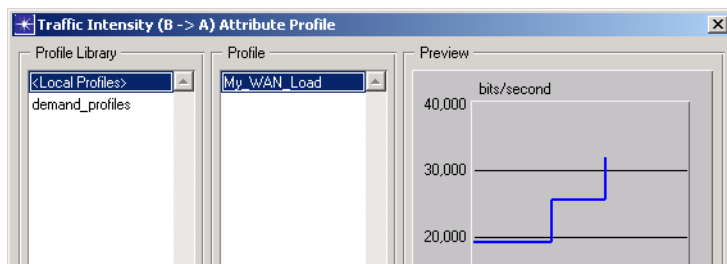 Traffic Intensity (B -> A) Attribute Profile
Profile Library
<Local Profiles>
demand_profiles
Profile
My_WAN_Load
Preview
bits/second
40,000
30,000
20,000